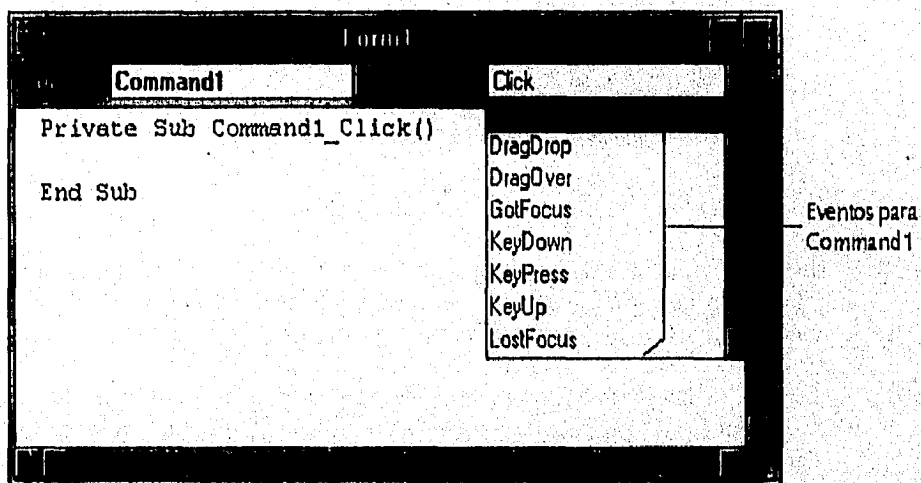 Form1
Command1
Click
Private Sub Command1_Click()
End Sub
DragDrop
DragOver
GotFocus
KeyDown
KeyPress
KeyUp
LostFocus
Eventos para
Command1